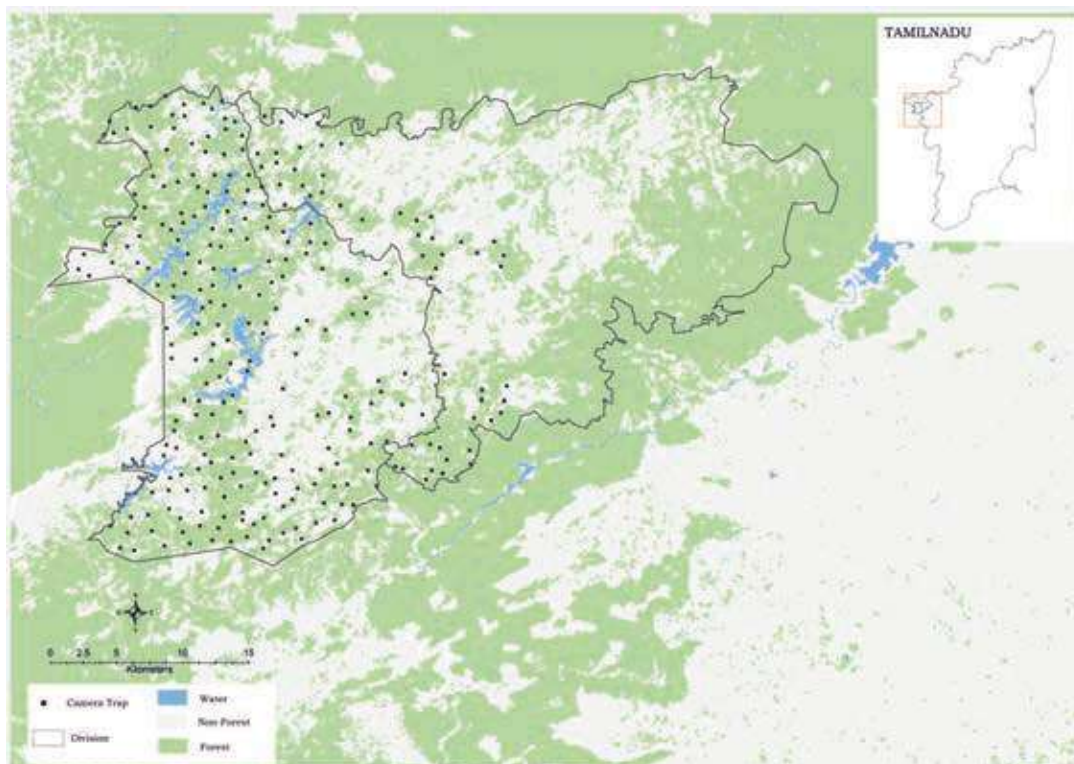 TAMILNADU
0 2.5 5 10 15
Kilometers
Camera Trap
Division
Water
Non-Forest
Forest